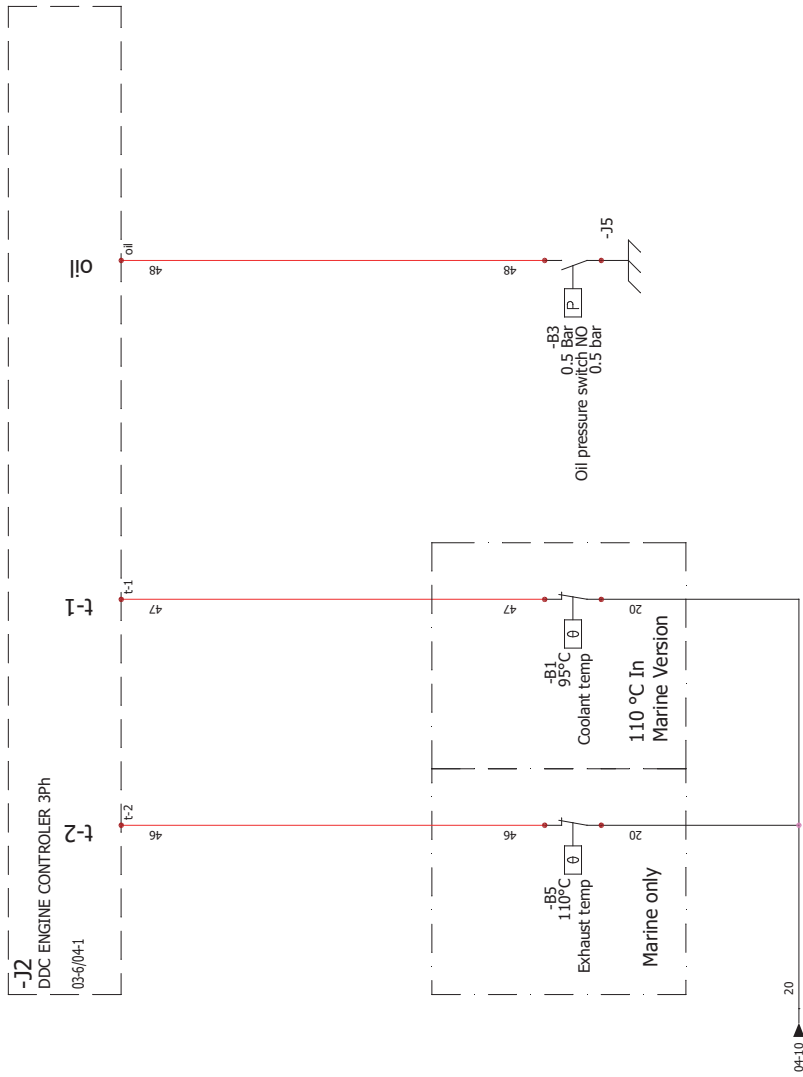 -J2
DDC ENGINE CONTROLER 3Ph
03-6/04-1
t-2
t-2
46
46
-B5
110°C
Exhaust temp
θ
20
Marine only
t-1
t-1
47
47
-B1
95°C
Coolant temp
θ
20
110 °C In
Marine Version
oil
oil
48
48
-B3
0.5 Bar
Oil pressure switch NO
0.5 bar
P
-J5
20
04-10